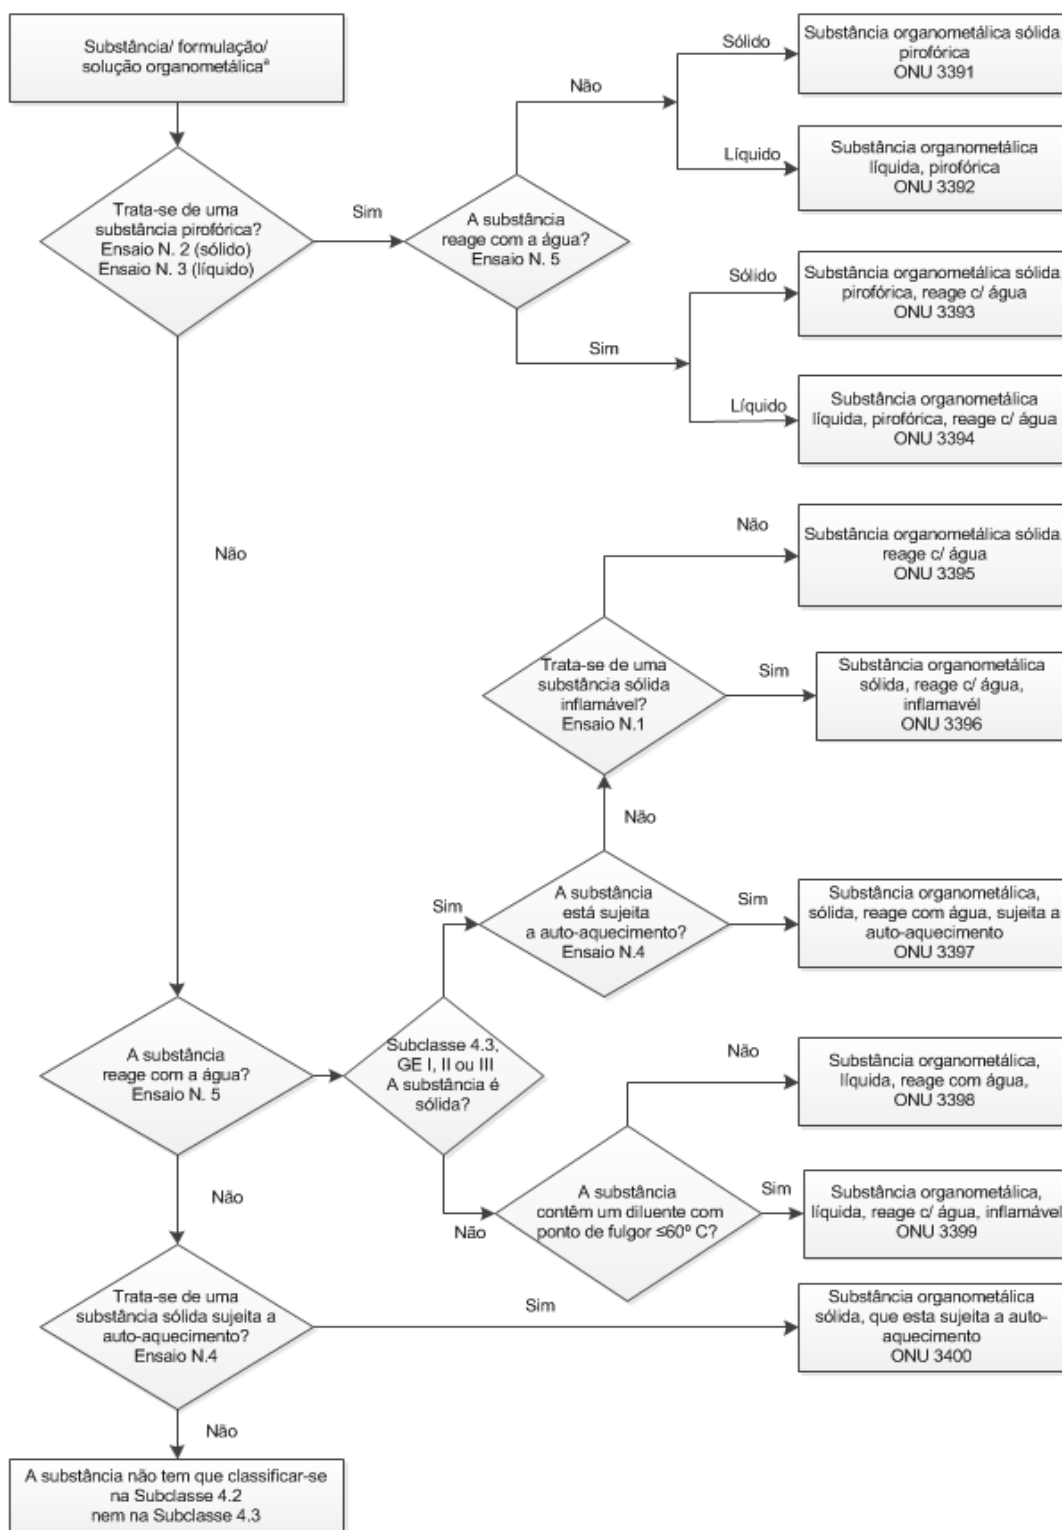 Substância/ formulação/
solução organometálicaª
Trata-se de uma
substância pirofórica?
Ensaio N. 2 (sólido)
Ensaio N. 3 (líquido)
Sim
A substância
reage com a água?
Ensaio N. 5
Não
Sólido
Substância organometálica sólida,
pirofórica
ONU 3391
Líquido
Substância organometálica
líquida, pirofórica
ONU 3392
Sim
Sólido
Substância organometálica sólida,
pirofórica, reage c/ água
ONU 3393
Líquido
Substância organometálica
líquida, pirofórica, reage c/ água
ONU 3394
Não
Não
Substância organometálica sólida,
reage c/ água
ONU 3395
Trata-se de uma
substância sólida
inflamável?
Ensaio N.1
Sim
Substância organometálica
sólida, reage c/ água,
inflamavél
ONU 3396
Não
Sim
A substância
está sujeita
a auto-aquecimento?
Ensaio N.4
Sim
Substância organometálica,
sólida, reage com água, sujeita a
auto-aquecimento
ONU 3397
A substância
reage com a água?
Ensaio N. 5
Subclasse 4.3,
GE I, II ou III
A substância é
sólida?
Não
Substância organometálica,
líquida, reage com água,
ONU 3398
Não
Não
A substância
contêm um diluente com
ponto de fulgor ≤60º C?
Sim
Substância organometálica,
líquida, reage c/ água, inflamável
ONU 3399
Trata-se de uma
substância sólida sujeita a
auto-aquecimento?
Ensaio N.4
Sim
Substância organometálica
sólida, que esta sujeita a auto-
aquecimento
ONU 3400
Não
A substância não tem que classificar-se
na Subclasse 4.2
nem na Subclasse 4.3